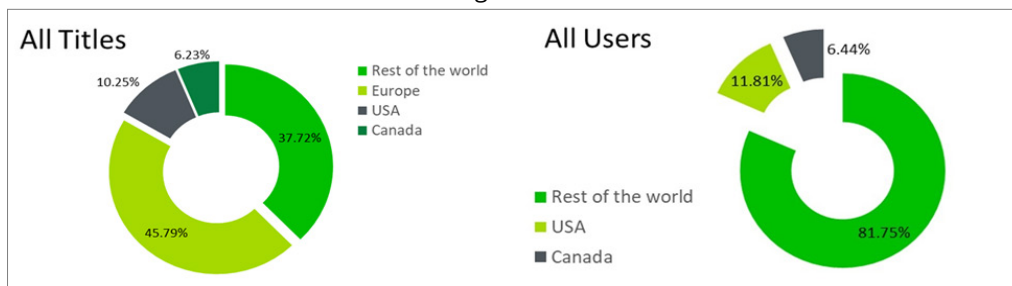 All Titles
6.23%
10.25%
37.72%
45.79%
Rest of the world
Europe
USA
Canada
All Users
6.44%
11.81%
81.75%
Rest of the world
USA
Canada